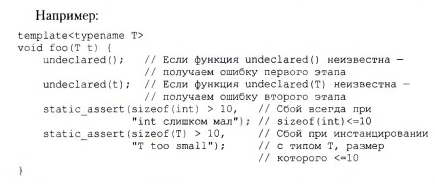 Например:
template<typename T>
void foo(T t) {
undeclared(); // Если функция undeclared() неизвестна —
// получаем ошибку первого этапа
undeclared(t); // Если функция undeclared(T) неизвестна —
// получаем ошибку второго этапа
static_assert(sizeof(int) > 10, // Сбой всегда при
"int слишком мал"); // sizeof(int)<=10
static_assert(sizeof(T) > 10, // Сбой при инстанцировании
"T too small"); // с типом T, размер
// которого <=10
}